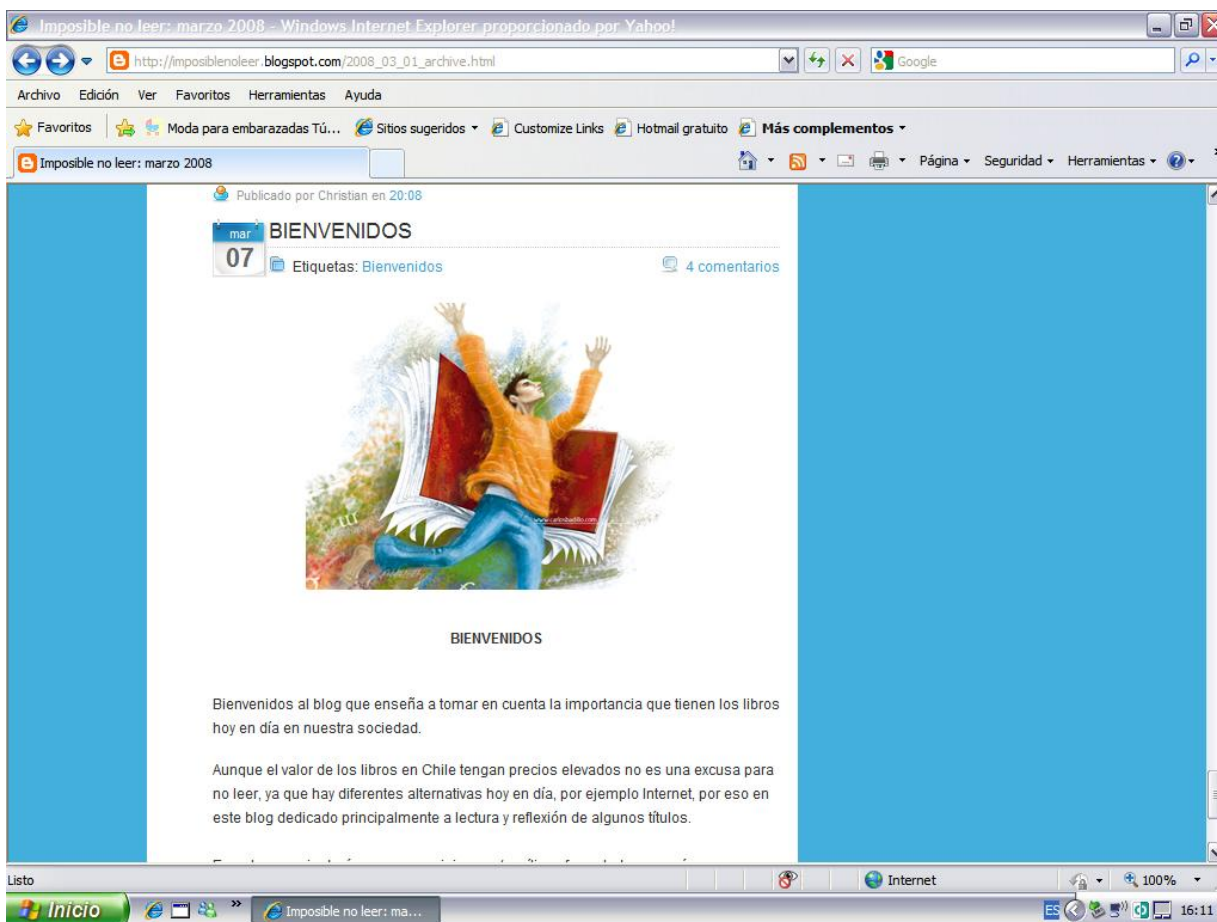 Imposible no leer: marzo 2008 - Windows Internet Explorer proporcionado por Yahoo!
http://imposiblenoleer.blogspot.com/2008_03_01_archive.html
Google
Archivo Edición Ver Favoritos Herramientas Ayuda
Favoritos Moda para embarazadas Tú... Sitios sugeridos Customize Links Hotmail gratuito Más complementos
Imposible no leer: marzo 2008 Página Seguridad Herramientas
Publicado por Christian en 20:08
mar
07
BIENVENIDOS
Etiquetas: Bienvenidos 4 comentarios
BIENVENIDOS
Bienvenidos al blog que enseña a tomar en cuenta la importancia que tienen los libros
hoy en día en nuestra sociedad.
Aunque el valor de los libros en Chile tengan precios elevados no es una excusa para
no leer, ya que hay diferentes alternativas hoy en día, por ejemplo Internet, por eso en
este blog dedicado principalmente a lectura y reflexión de algunos títulos.
Listo Internet 100%
Inicio Imposible no leer: ma... ES 16:11